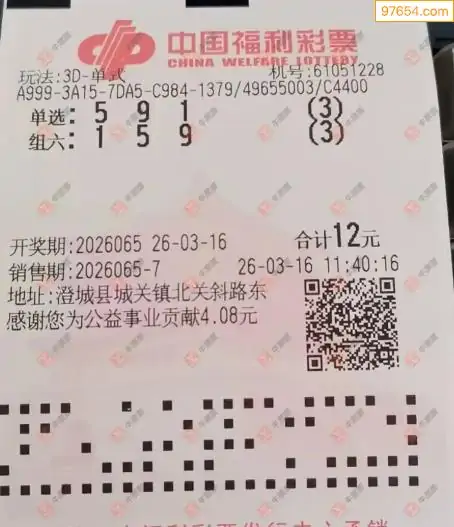 97654.com
中国福利彩票
CHINA WELFARE LOTTERY
玩法:3D-单式 机号:61051228
A999-3A15-7DA5-C984-1379/49655003/C4400
单选: 5 9 1 (3)
组六: 1 5 9 (3)
开奖期:2026065 26-03-16 合计12元
销售期:2026065-7 26-03-16 11:40:16
地址:澄城县城关镇北关斜路东
感谢您为公益事业贡献4.08元